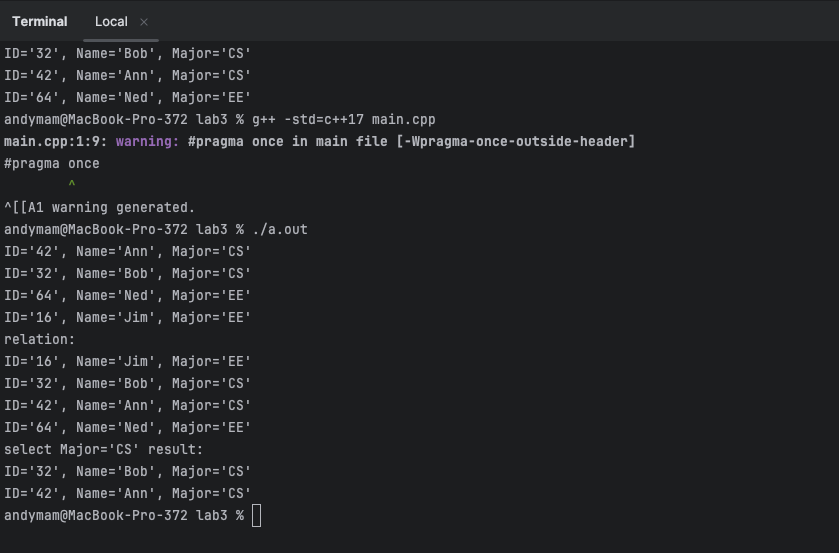 Terminal Local ×
ID='32', Name='Bob', Major='CS'
ID='42', Name='Ann', Major='CS'
ID='64', Name='Ned', Major='EE'
andymam@MacBook-Pro-372 lab3 % g++ -std=c++17 main.cpp
main.cpp:1:9: warning: #pragma once in main file [-Wpragma-once-outside-header]
#pragma once
        ^
^[[A1 warning generated.
andymam@MacBook-Pro-372 lab3 % ./a.out
ID='42', Name='Ann', Major='CS'
ID='32', Name='Bob', Major='CS'
ID='64', Name='Ned', Major='EE'
ID='16', Name='Jim', Major='EE'
relation:
ID='16', Name='Jim', Major='EE'
ID='32', Name='Bob', Major='CS'
ID='42', Name='Ann', Major='CS'
ID='64', Name='Ned', Major='EE'
select Major='CS' result:
ID='32', Name='Bob', Major='CS'
ID='42', Name='Ann', Major='CS'
andymam@MacBook-Pro-372 lab3 %